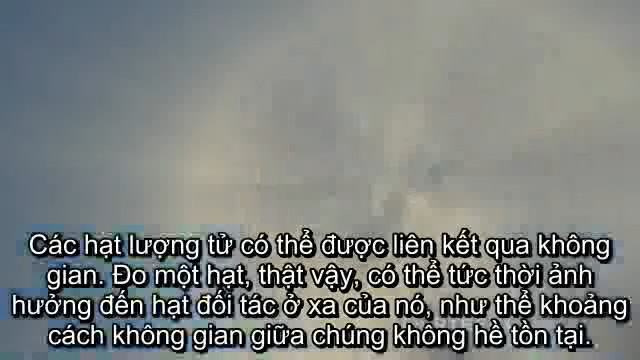 Các hạt lượng tử có thể được liên kết qua không
gian. Đo một hạt, thật vậy, có thể tức thời ảnh
hưởng đến hạt đối tác ở xa của nó, như thể khoảng
cách không gian giữa chúng không hề tồn tại.